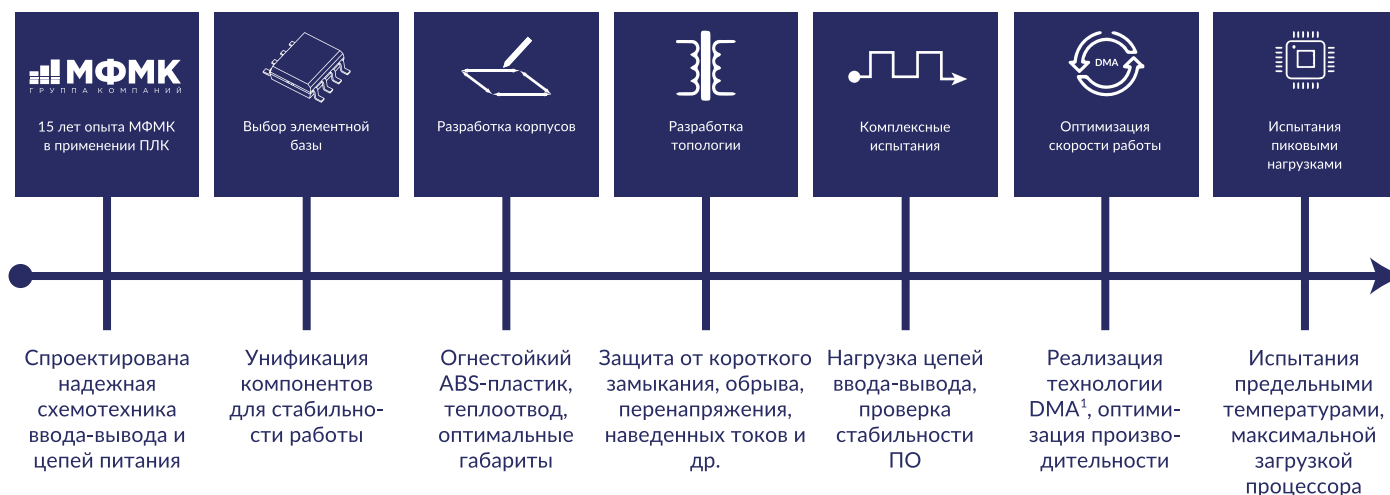 МФМК
ГРУППА КОМПАНИЙ
15 лет опыта МФМК
в применении ПЛК
Выбор элементной
базы
Разработка корпусов
Разработка
топологии
Комплексные
испытания
DMA
Оптимизация
скорости работы
Испытания
пиковыми
нагрузками
Спроектирована
надежная
схемотехника
ввода-вывода и
цепей питания
Унификация
компонентов
для стабильно-
сти работы
Огнестойкий
ABS-пластик,
теплоотвод,
оптимальные
габариты
Защита от короткого
замыкания, обрыва,
перенапряжения,
наведенных токов и
др.
Нагрузка цепей
ввода-вывода,
проверка
стабильности
ПО
Реализация
технологии
DMA¹, оптими-
зация произво-
дительности
Испытания
предельными
температурами,
максимальной
загрузкой
процессора